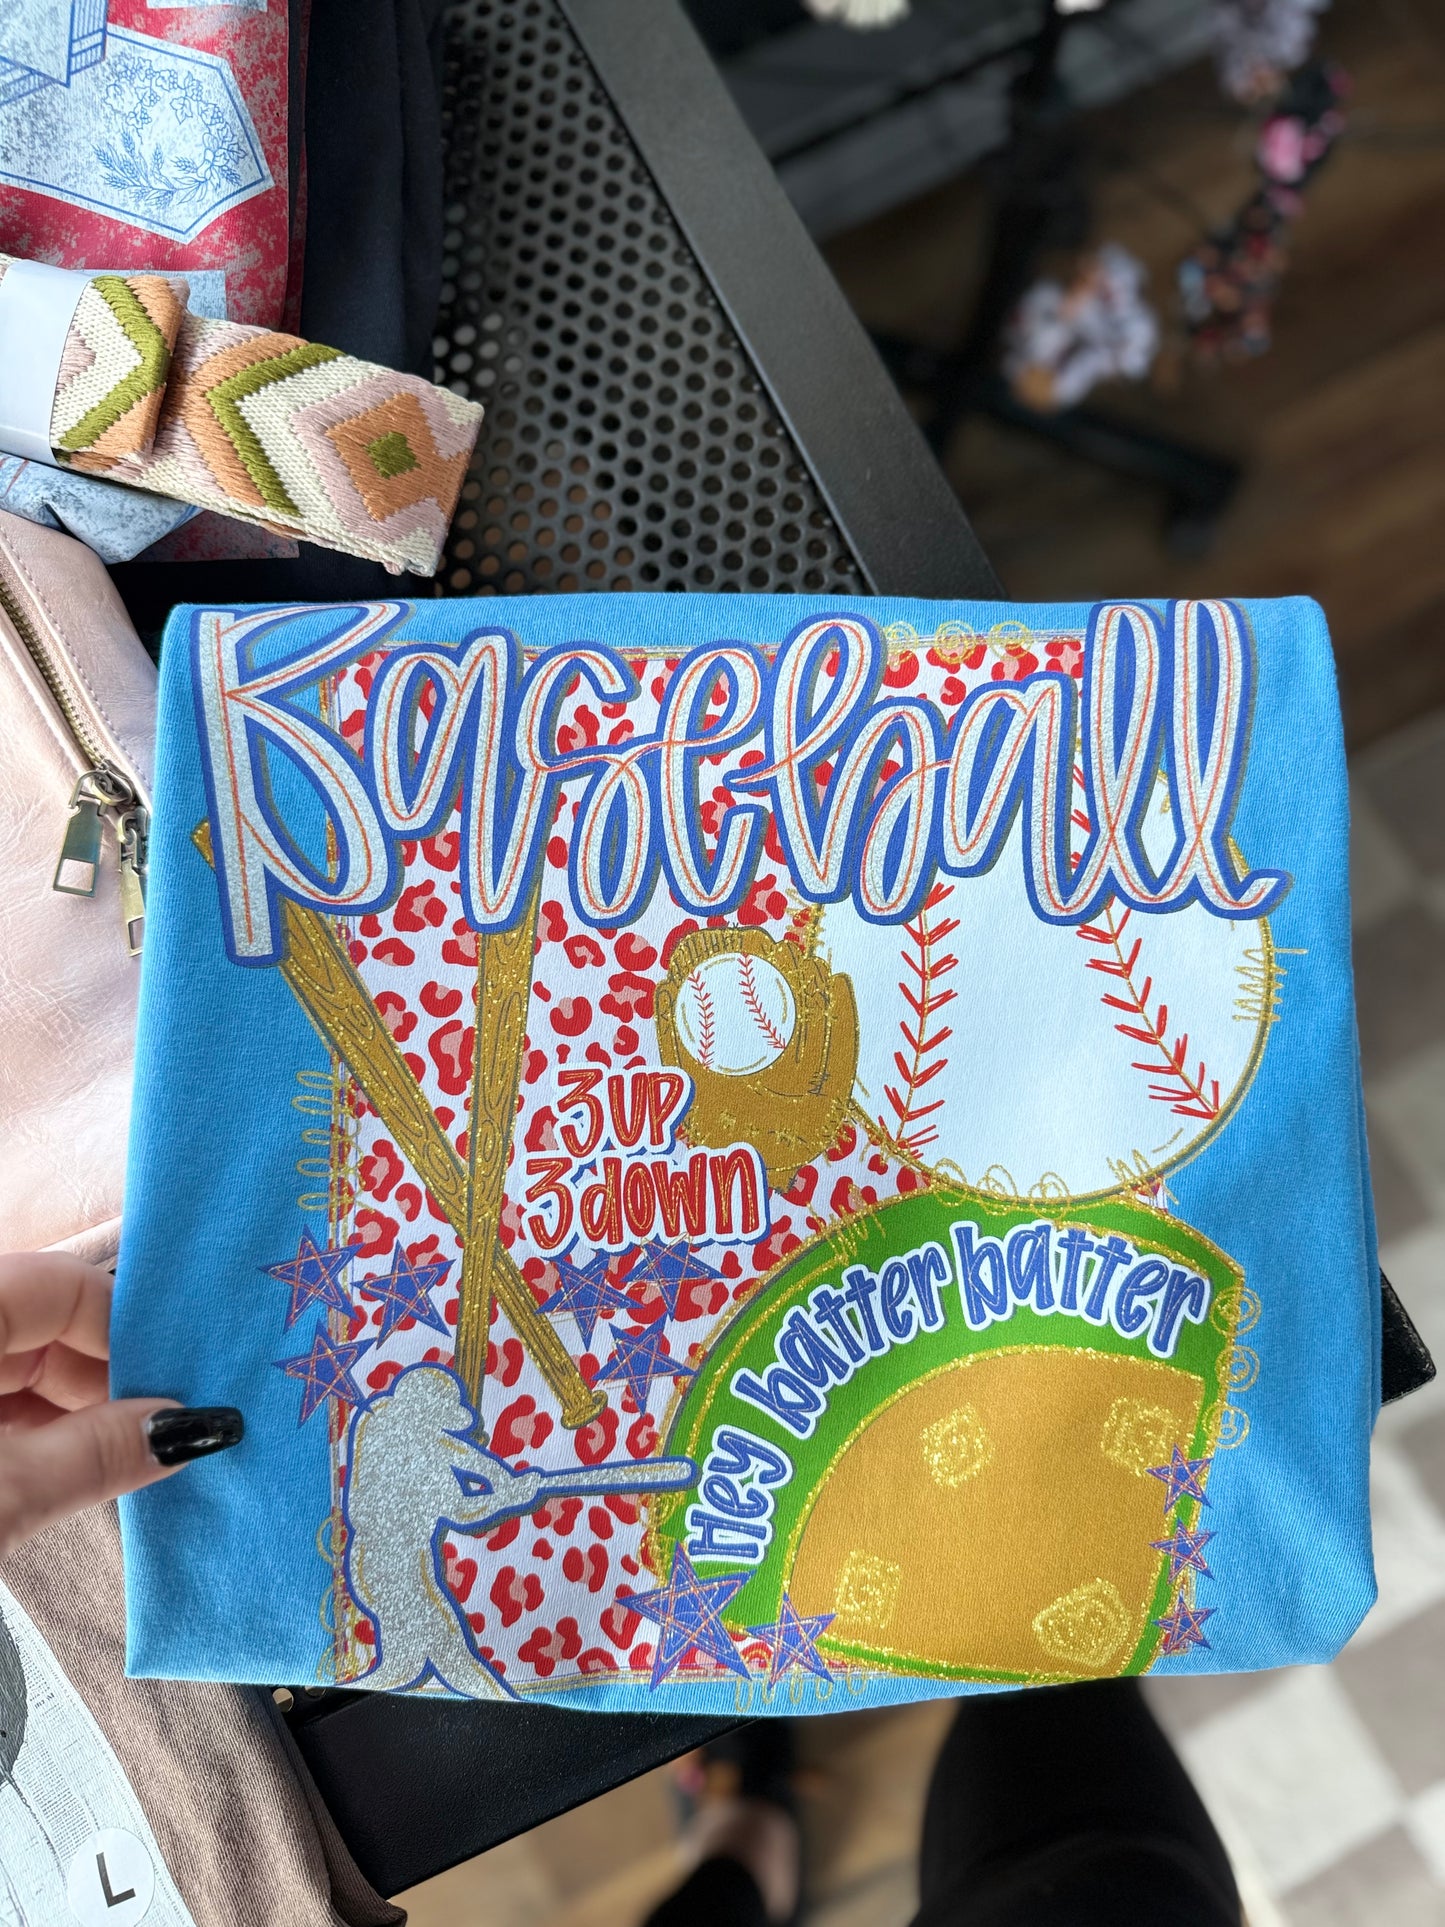 Baseball
3 up
3 down
Hey batter batter
L